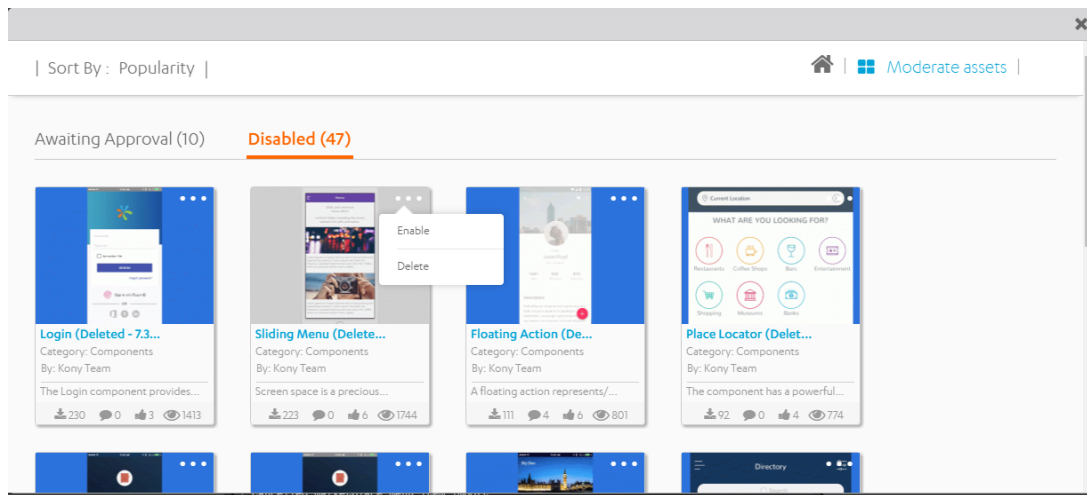 | Sort By : Popularity |
| Moderate assets |
Awaiting Approval (10)
Disabled (47)
Enable
Delete
Login (Deleted - 7.3...
Category: Components
By: Kony Team
The Login component provides...
230 0 3 1413
Sliding Menu (Delete...
Category: Components
By: Kony Team
Screen space is a precious...
223 0 6 1744
Floating Action (De...
Category: Components
By: Kony Team
A floating action represents/...
111 4 6 801
Current Location
WHAT ARE YOU LOOKING FOR?
Restaurants Coffee Shops Bars Entertainment
Shopping Museums Banks
Place Locator (Delet...
Category: Components
By: Kony Team
The component has a powerful...
92 0 4 774
Directory
Search